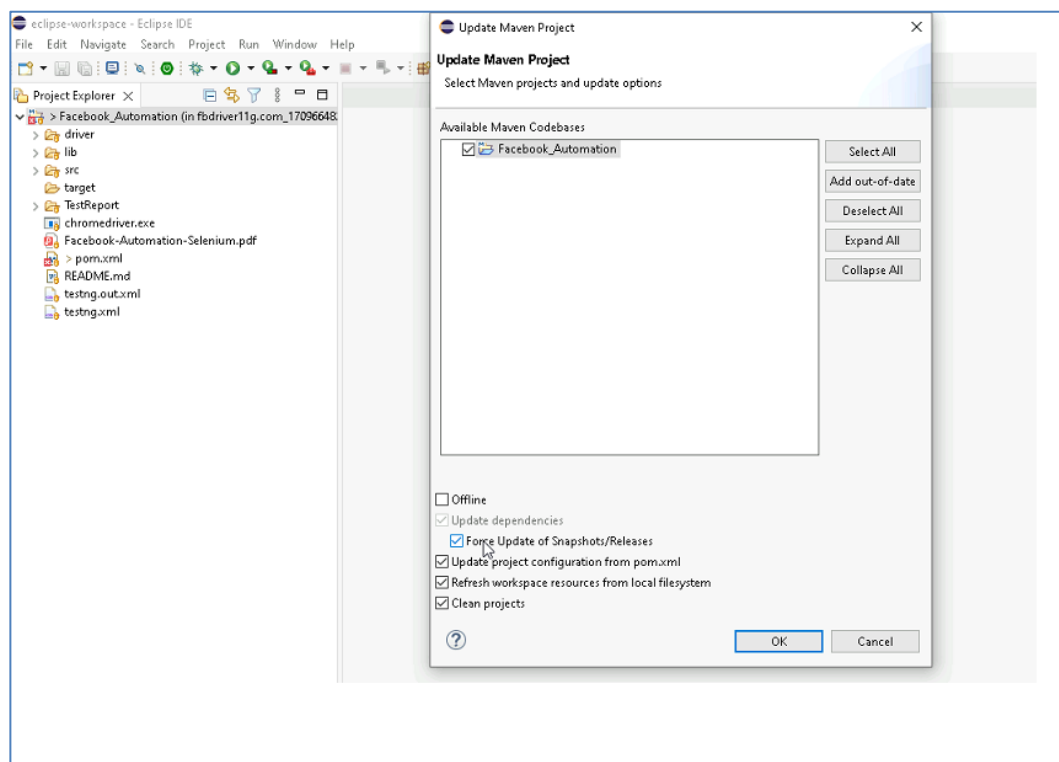 eclipse-workspace - Eclipse IDE
File Edit Navigate Search Project Run Window Help
Project Explorer
> Facebook_Automation (in fbdriver11g.com_17096648
driver
lib
src
target
TestReport
chromedriver.exe
Facebook-Automation-Selenium.pdf
> pom.xml
README.md
testng.out.xml
testng.xml
Update Maven Project
Update Maven Project
Select Maven projects and update options
Available Maven Codebases
Facebook_Automation
Select All
Add out-of-date
Deselect All
Expand All
Collapse All
Offline
Update dependencies
Force Update of Snapshots/Releases
Update project configuration from pom.xml
Refresh workspace resources from local filesystem
Clean projects
OK Cancel